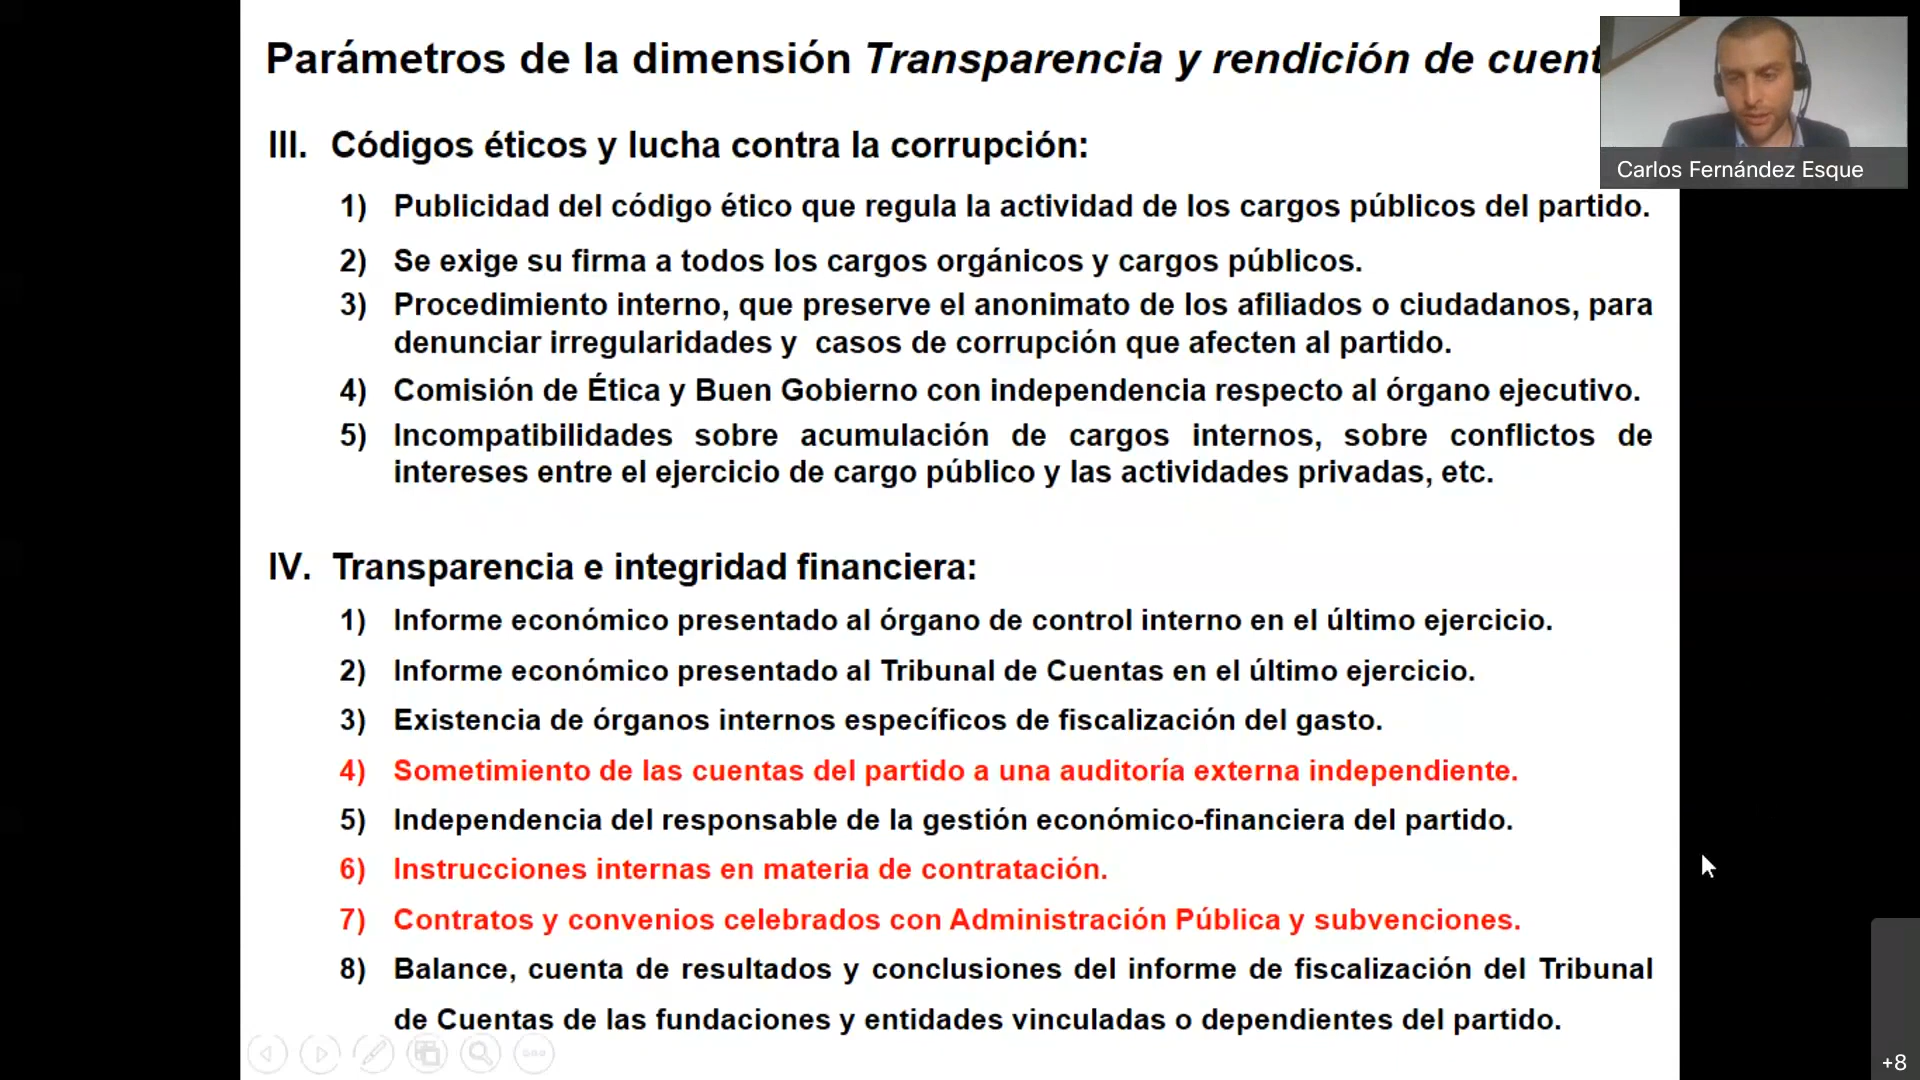 Parámetros de la dimensión Transparencia y rendición de cuent
Carlos Fernández Esque
III. Códigos éticos y lucha contra la corrupción:
1) Publicidad del código ético que regula la actividad de los cargos públicos del partido.
2) Se exige su firma a todos los cargos orgánicos y cargos públicos.
3) Procedimiento interno, que preserve el anonimato de los afiliados o ciudadanos, para
denunciar irregularidades y casos de corrupción que afecten al partido.
4) Comisión de Ética y Buen Gobierno con independencia respecto al órgano ejecutivo.
5) Incompatibilidades sobre acumulación de cargos internos, sobre conflictos de
intereses entre el ejercicio de cargo público y las actividades privadas, etc.
IV. Transparencia e integridad financiera:
1) Informe económico presentado al órgano de control interno en el último ejercicio.
2) Informe económico presentado al Tribunal de Cuentas en el último ejercicio.
3) Existencia de órganos internos específicos de fiscalización del gasto.
4) Sometimiento de las cuentas del partido a una auditoría externa independiente.
5) Independencia del responsable de la gestión económico-financiera del partido.
6) Instrucciones internas en materia de contratación.
7) Contratos y convenios celebrados con Administración Pública y subvenciones.
8) Balance, cuenta de resultados y conclusiones del informe de fiscalización del Tribunal
de Cuentas de las fundaciones y entidades vinculadas o dependientes del partido.
+8